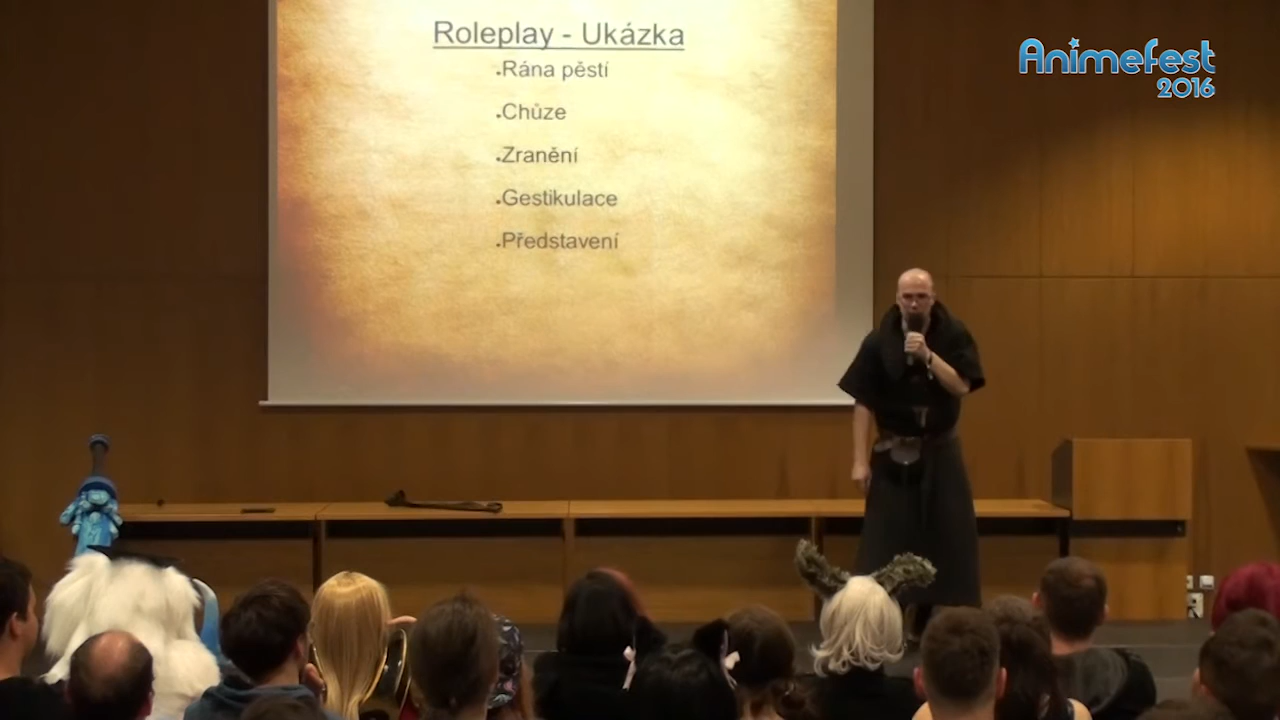 Roleplay - Ukázka
.Rána pěstí
.Chůze
.Zranění
.Gestikulace
.Představení
Animefest
2016